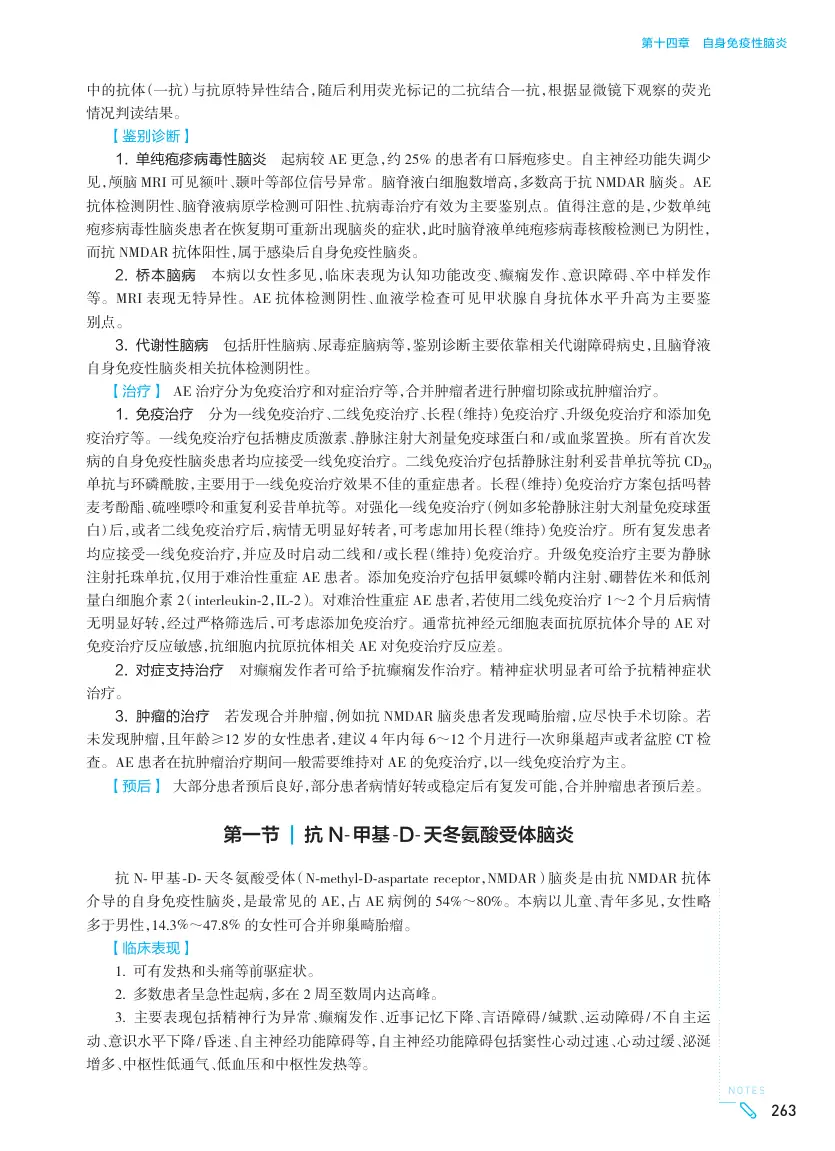 第十四章 自身免疫性脑炎
中的抗体(一抗)与抗原特异性结合,随后利用荧光标记的二抗结合一抗,根据显微镜下观察的荧光
情况判读结果。
【鉴别诊断】
1. 单纯疱疹病毒性脑炎 起病较 AE 更急,约 25% 的患者有口唇疱疹史。自主神经功能失调少
见,颅脑 MRI 可见额叶、颞叶等部位信号异常。脑脊液白细胞数增高,多数高于抗 NMDAR 脑炎。AE
抗体检测阴性、脑脊液病原学检测可阳性、抗病毒治疗有效为主要鉴别点。值得注意的是,少数单纯
疱疹病毒性脑炎患者在恢复期可重新出现脑炎的症状,此时脑脊液单纯疱疹病毒核酸检测已为阴性,
而抗 NMDAR 抗体阳性,属于感染后自身免疫性脑炎。
2. 桥本脑病 本病以女性多见,临床表现为认知功能改变、癫痫发作、意识障碍、卒中样发作
等。MRI 表现无特异性。AE 抗体检测阴性、血液学检查可见甲状腺自身抗体水平升高为主要鉴
别点。
3. 代谢性脑病 包括肝性脑病、尿毒症脑病等,鉴别诊断主要依靠相关代谢障碍病史,且脑脊液
自身免疫性脑炎相关抗体检测阴性。
【治疗】 AE 治疗分为免疫治疗和对症治疗等,合并肿瘤者进行肿瘤切除或抗肿瘤治疗。
1. 免疫治疗 分为一线免疫治疗、二线免疫治疗、长程(维持)免疫治疗、升级免疫治疗和添加免
疫治疗等。一线免疫治疗包括糖皮质激素、静脉注射大剂量免疫球蛋白和/或血浆置换。所有首次发
病的自身免疫性脑炎患者均应接受一线免疫治疗。二线免疫治疗包括静脉注射利妥昔单抗等抗 CD20
单抗与环磷酰胺,主要用于一线免疫治疗效果不佳的重症患者。长程(维持)免疫治疗方案包括吗替
麦考酚酯、硫唑嘌呤和重复利妥昔单抗等。对强化一线免疫治疗(例如多轮静脉注射大剂量免疫球蛋
白)后,或者二线免疫治疗后,病情无明显好转者,可考虑加用长程(维持)免疫治疗。所有复发患者
均应接受一线免疫治疗,并应及时启动二线和/或长程(维持)免疫治疗。升级免疫治疗主要为静脉
注射托珠单抗,仅用于难治性重症 AE 患者。添加免疫治疗包括甲氨蝶呤鞘内注射、硼替佐米和低剂
量白细胞介素 2(interleukin-2,IL-2)。对难治性重症 AE 患者,若使用二线免疫治疗 1～2 个月后病情
无明显好转,经过严格筛选后,可考虑添加免疫治疗。通常抗神经元细胞表面抗原抗体介导的 AE 对
免疫治疗反应敏感,抗细胞内抗原抗体相关 AE 对免疫治疗反应差。
2. 对症支持治疗 对癫痫发作者可给予抗癫痫发作治疗。精神症状明显者可给予抗精神症状
治疗。
3. 肿瘤的治疗 若发现合并肿瘤,例如抗 NMDAR 脑炎患者发现畸胎瘤,应尽快手术切除。若
未发现肿瘤,且年龄≥12 岁的女性患者,建议 4 年内每 6～12 个月进行一次卵巢超声或者盆腔 CT 检
查。AE 患者在抗肿瘤治疗期间一般需要维持对 AE 的免疫治疗,以一线免疫治疗为主。
【预后】 大部分患者预后良好,部分患者病情好转或稳定后有复发可能,合并肿瘤患者预后差。
第一节 | 抗 N-甲基-D-天冬氨酸受体脑炎
抗 N-甲基-D-天冬氨酸受体(N-methyl-D-aspartate receptor,NMDAR)脑炎是由抗 NMDAR 抗体
介导的自身免疫性脑炎,是最常见的 AE,占 AE 病例的 54%～80%。本病以儿童、青年多见,女性略
多于男性,14.3%～47.8% 的女性可合并卵巢畸胎瘤。
【临床表现】
1. 可有发热和头痛等前驱症状。
2. 多数患者呈急性起病,多在 2 周至数周内达高峰。
3. 主要表现包括精神行为异常、癫痫发作、近事记忆下降、言语障碍/缄默、运动障碍/不自主运
动、意识水平下降/昏迷、自主神经功能障碍等,自主神经功能障碍包括窦性心动过速、心动过缓、泌涎
增多、中枢性低通气、低血压和中枢性发热等。
NOTES
263